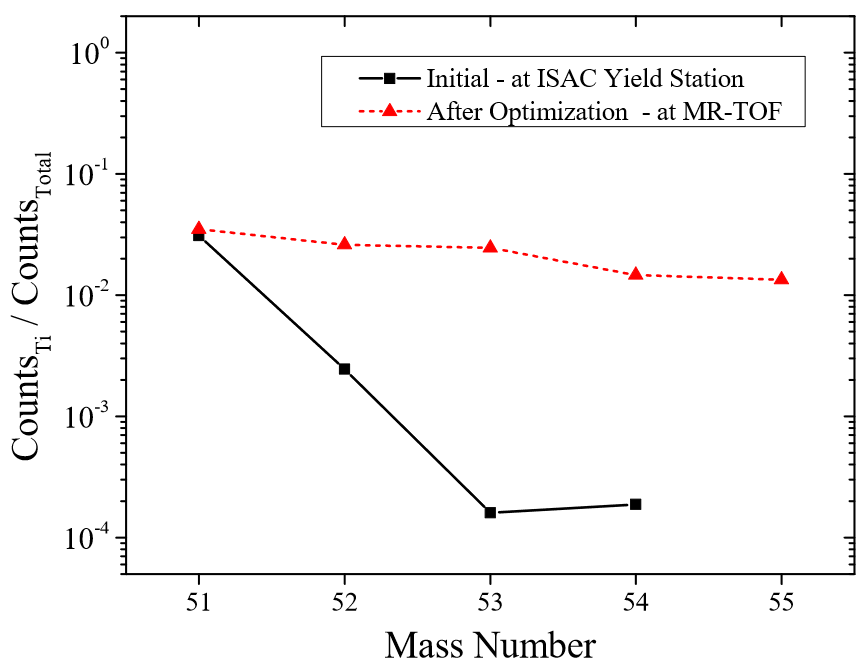 Initial - at ISAC Yield Station
After Optimization - at MR-TOF
10^0
10^-1
10^-2
10^-3
10^-4
Counts_Ti / Counts_Total
51 52 53 54 55
Mass Number